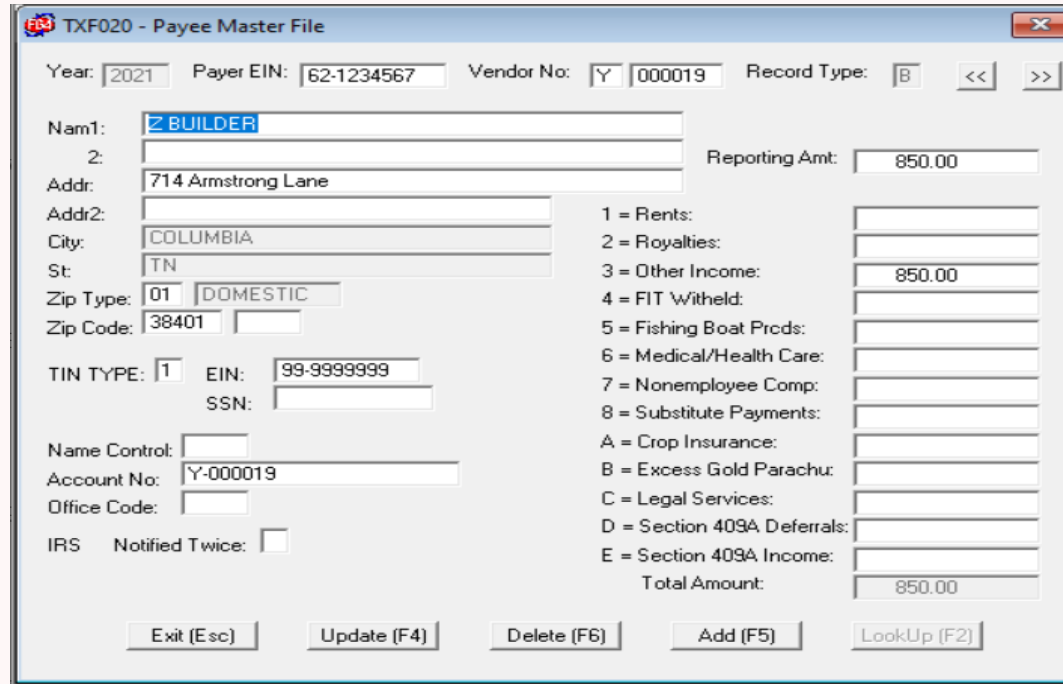 TXF020 - Payee Master File
Year: 2021 Payer EIN: 62-1234567 Vendor No: Y 000019 Record Type: B << >>
Nam1: Z BUILDER
2:
Reporting Amt: 850.00
Addr: 714 Armstrong Lane
Addr2:
1 = Rents:
City: COLUMBIA
2 = Royalties:
St: TN
3 = Other Income: 850.00
Zip Type: 01 DOMESTIC
4 = FIT Witheld:
Zip Code: 38401
5 = Fishing Boat Prcds:
6 = Medical/Health Care:
TIN TYPE: 1 EIN: 99-9999999
7 = Nonemployee Comp:
SSN:
8 = Substitute Payments:
A = Crop Insurance:
Name Control:
B = Excess Gold Parachu:
Account No: Y-000019
C = Legal Services:
Office Code:
D = Section 409A Deferrals:
IRS Notified Twice:
E = Section 409A Income:
Total Amount: 850.00
Exit (Esc) Update (F4) Delete (F6) Add (F5) LookUp (F2)